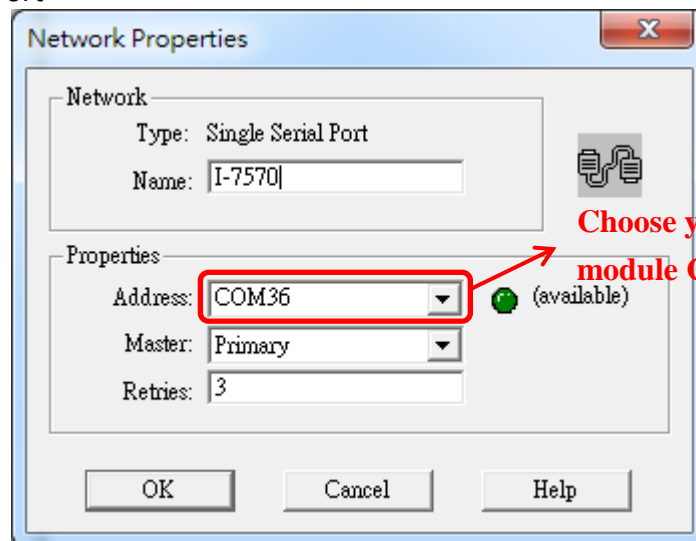 Network Properties
Network
Type: Single Serial Port
Name: I-7570
Choose y
Properties
module C
Address: COM36 (available)
Master: Primary
Retries: 3
OK Cancel Help